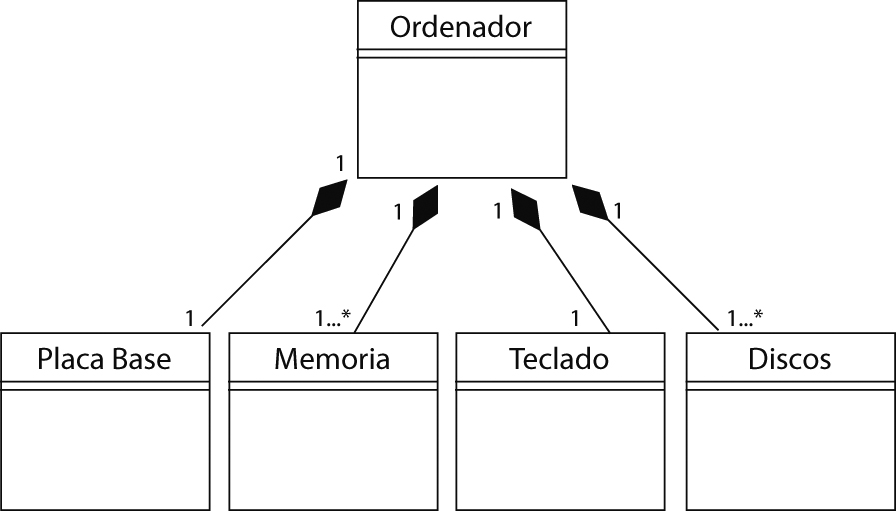 Ordenador
1
1
1
1
1
1...*
1
1...*
Placa Base
Memoria
Teclado
Discos